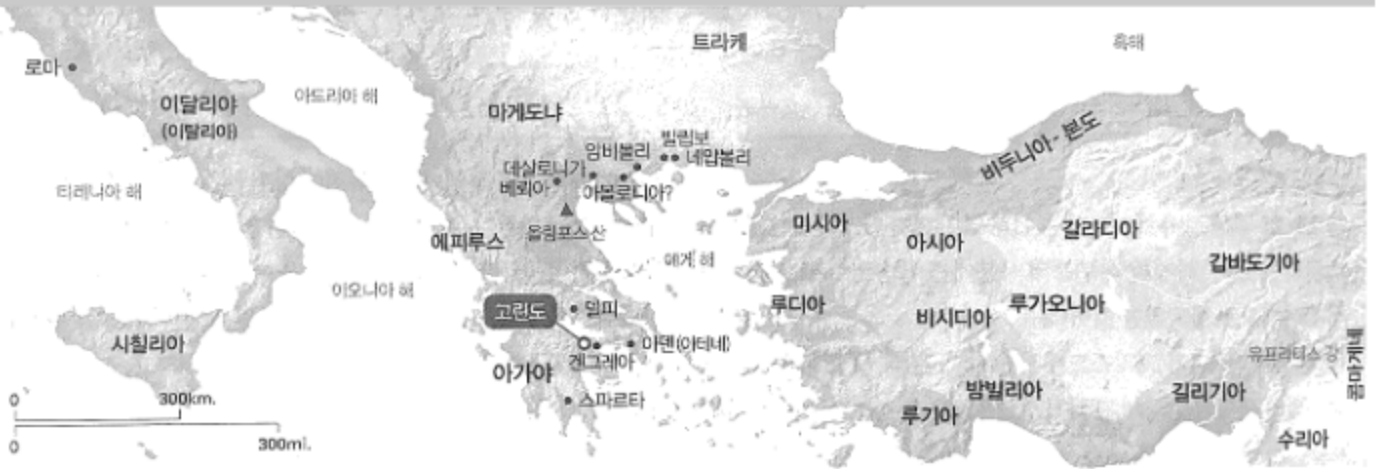 트라케
흑해
로마
아드리아 해
이달리야
(이탈리아)
마게도냐
비두니아-본도
빌립보
암비볼리
네압볼리
데살로니가
베뢰아
아볼로니아?
티레니아 해
올림포스산
에피루스
미시아
아시아
갈라디아
에게 해
갑바도기아
이오니아 해
고린도
델피
루디아
비시디아
루가오니아
시칠리아
아덴(아테네)
겐그레아
아가야
유프라테스 강
콤마게네
스파르타
밤빌리아
길리기아
루기아
수리아
0
300km.
0
300mi.